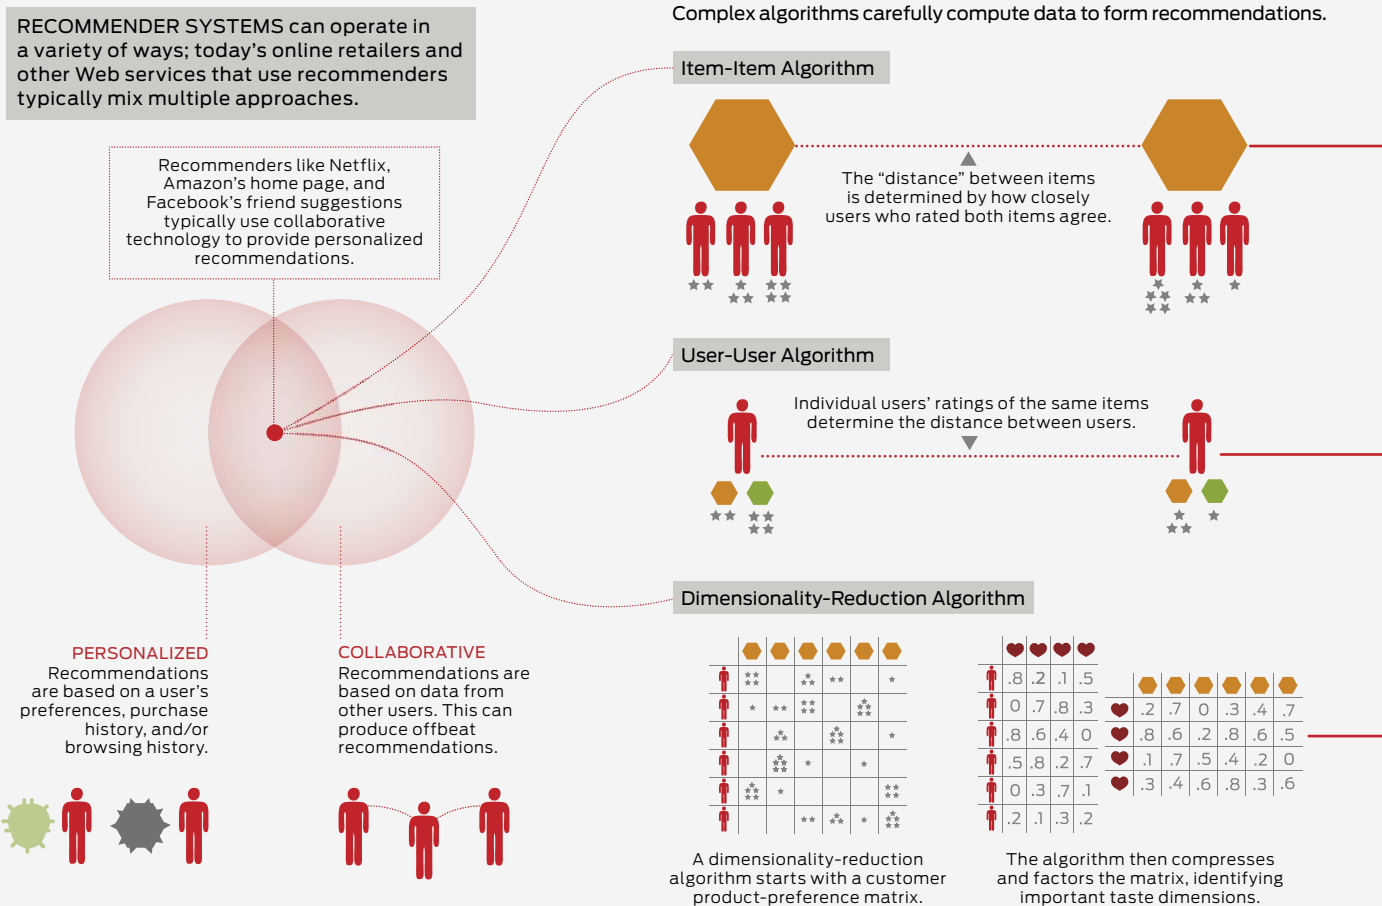 RECOMMENDER SYSTEMS can operate in
a variety of ways; today's online retailers and
other Web services that use recommenders
typically mix multiple approaches.
Recommenders like Netflix,
Amazon's home page, and
Facebook's friend suggestions
typically use collaborative
technology to provide personalized
recommendations.
PERSONALIZED
Recommendations
are based on a user's
preferences, purchase
history, and/or
browsing history.
COLLABORATIVE
Recommendations are
based on data from
other users. This can
produce offbeat
recommendations.
Complex algorithms carefully compute data to form recommendations.
Item-Item Algorithm
The “distance” between items
is determined by how closely
users who rated both items agree.
User-User Algorithm
Individual users' ratings of the same items
determine the distance between users.
Dimensionality-Reduction Algorithm
A dimensionality-reduction
algorithm starts with a customer
product-preference matrix.
.8 .2 .1 .5
0 .7 .8 .3
.8 .6 .4 0
.5 .8 .2 .7
0 .3 .7 .1
.2 .1 .3 .2
.2 .7 0 .3 .4 .7
.8 .6 .2 .8 .6 .5
.1 .7 .5 .4 .2 0
.3 .4 .6 .8 .3 .6
The algorithm then compresses
and factors the matrix, identifying
important taste dimensions.